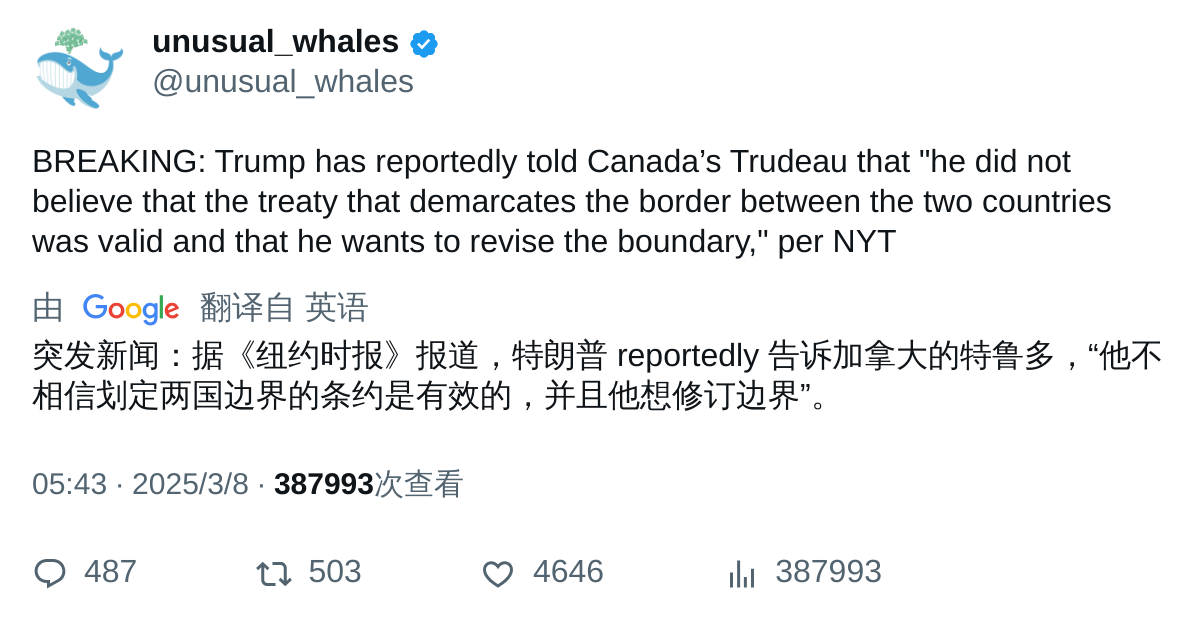 unusual_whales
@unusual_whales
BREAKING: Trump has reportedly told Canada’s Trudeau that "he did not
believe that the treaty that demarcates the border between the two countries
was valid and that he wants to revise the boundary," per NYT
由 Google 翻译自 英语
突发新闻：据《纽约时报》报道，特朗普 reportedly 告诉加拿大的特鲁多，“他不
相信划定两国边界的条约是有效的，并且他想修订边界”。
05:43 · 2025/3/8 · 387993次查看
487 503 4646 387993